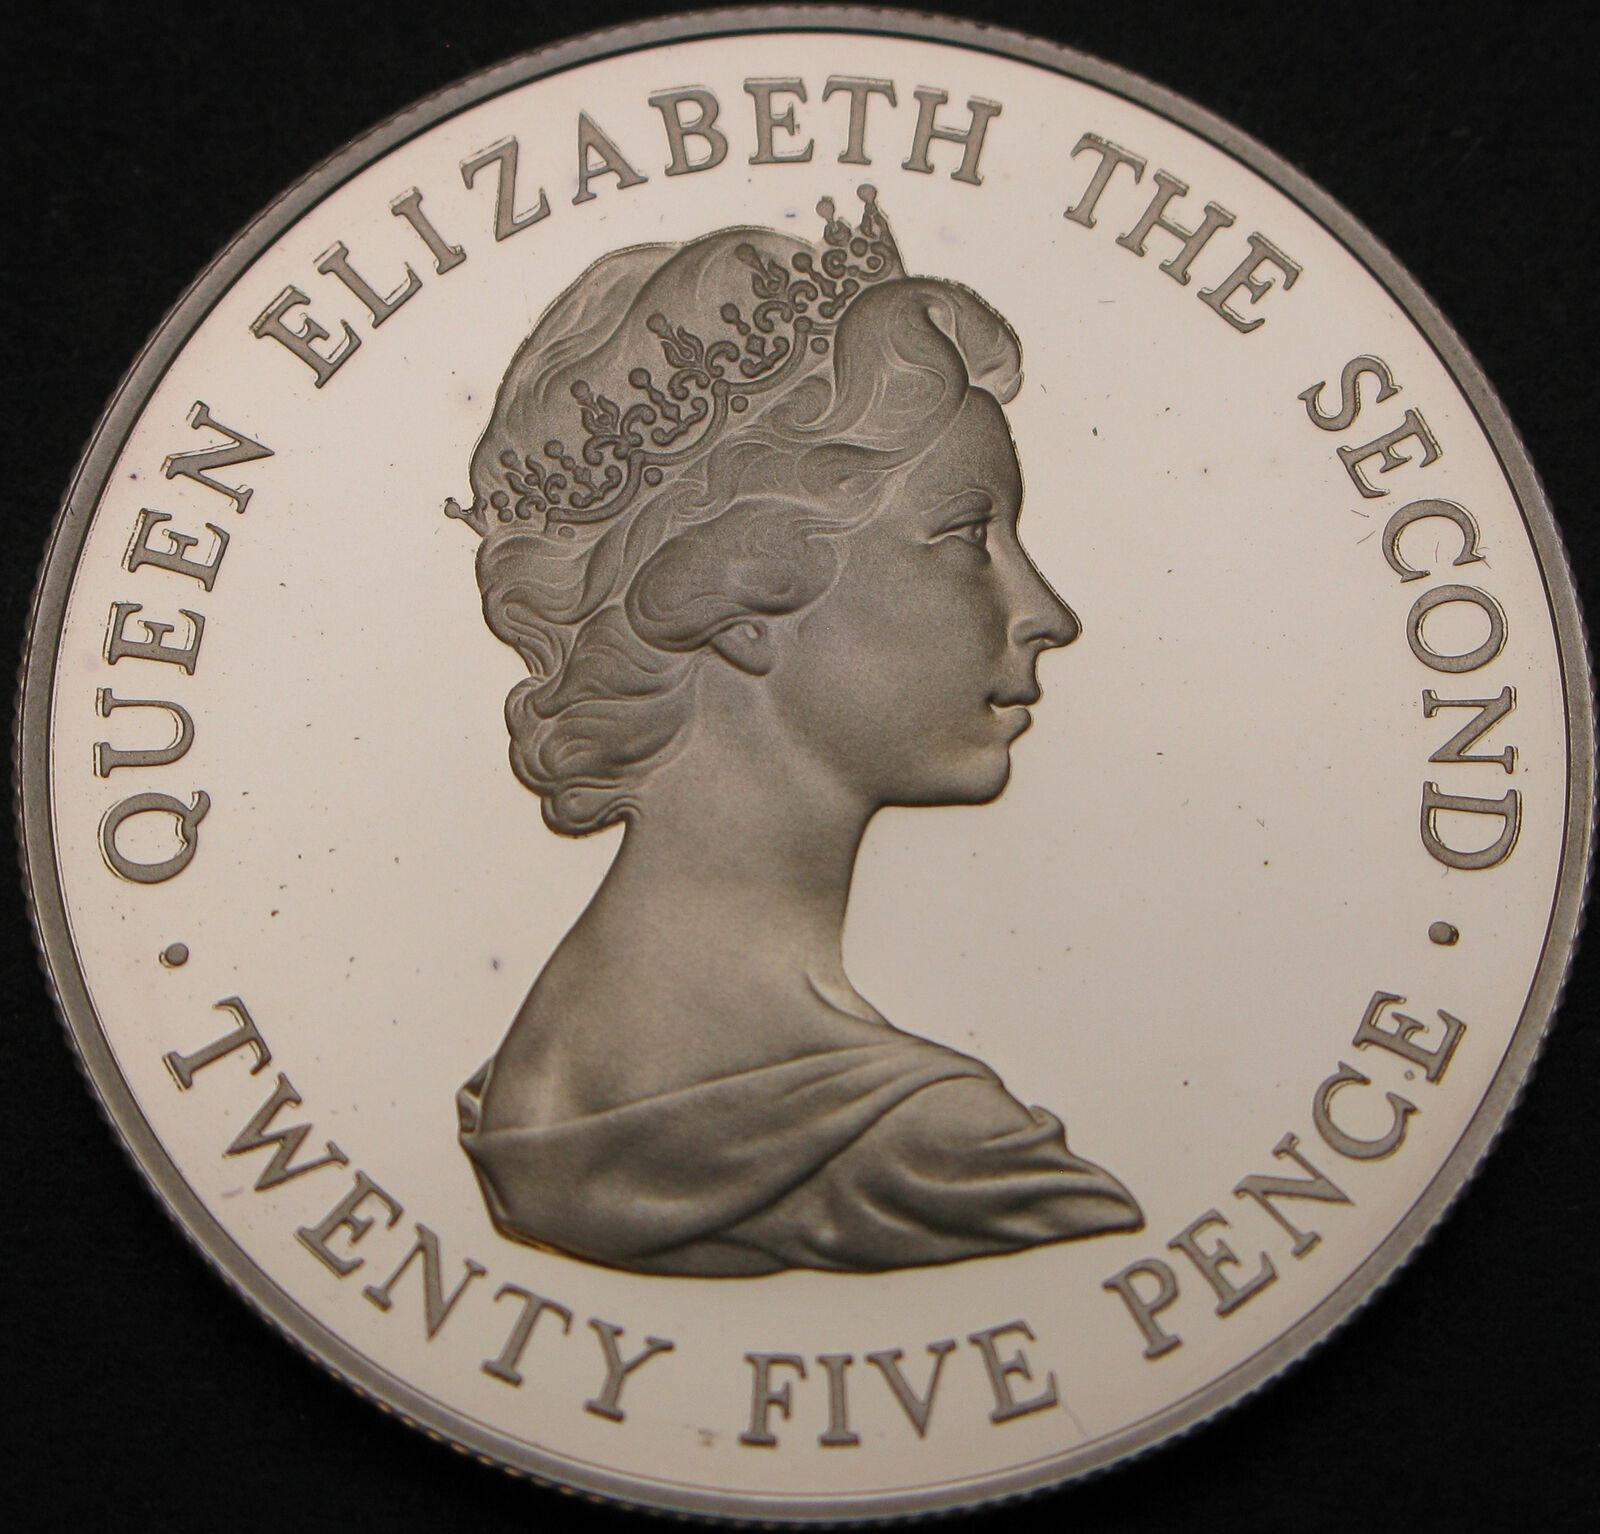 QUEEN ELIZABETH THE SECOND
· TWENTY FIVE PENCE ·